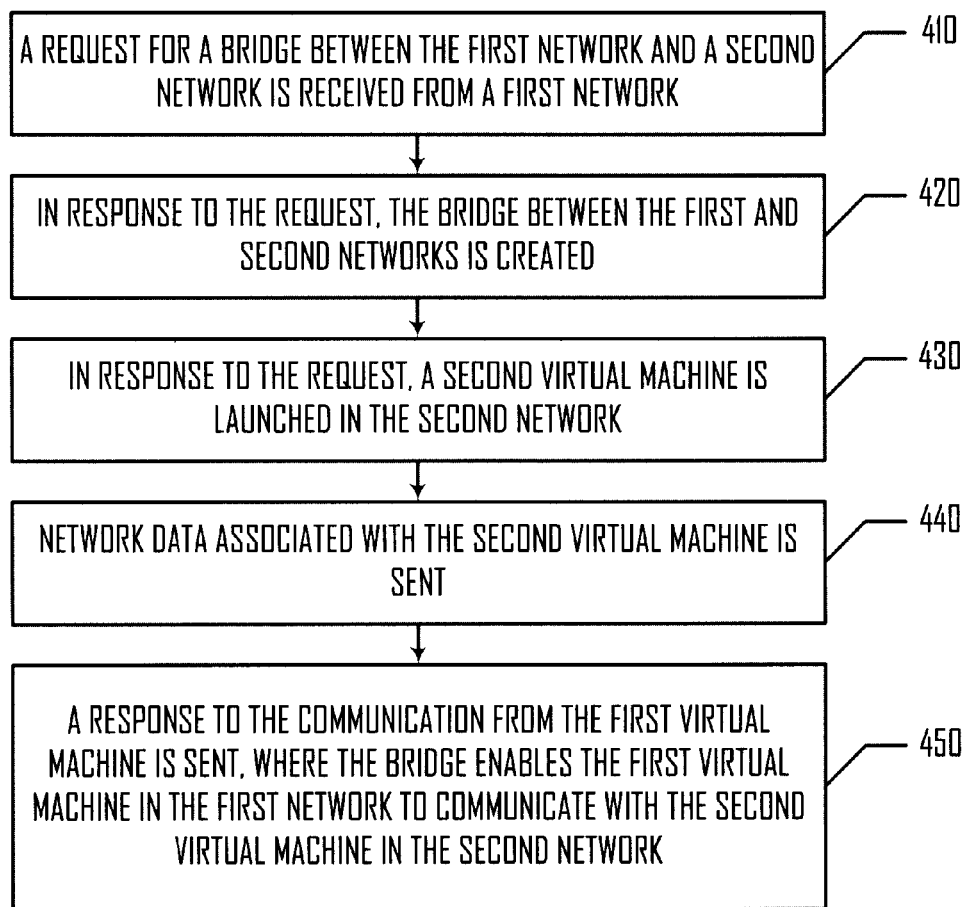 A REQUEST FOR A BRIDGE BETWEEN THE FIRST NETWORK AND A SECOND
NETWORK IS RECEIVED FROM A FIRST NETWORK
410
IN RESPONSE TO THE REQUEST, THE BRIDGE BETWEEN THE FIRST AND
SECOND NETWORKS IS CREATED
420
IN RESPONSE TO THE REQUEST, A SECOND VIRTUAL MACHINE IS
LAUNCHED IN THE SECOND NETWORK
430
NETWORK DATA ASSOCIATED WITH THE SECOND VIRTUAL MACHINE IS
SENT
440
A RESPONSE TO THE COMMUNICATION FROM THE FIRST VIRTUAL
MACHINE IS SENT, WHERE THE BRIDGE ENABLES THE FIRST VIRTUAL
MACHINE IN THE FIRST NETWORK TO COMMUNICATE WITH THE SECOND
VIRTUAL MACHINE IN THE SECOND NETWORK
450